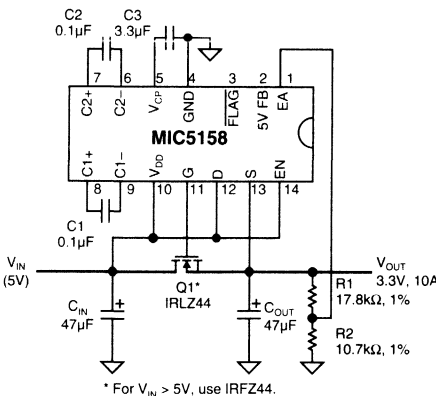 C2
0.1µF
C3
3.3µF
7
6
5
4
3
2
1
C2+
C2–
VCP
GND
FLAG
5V FB
EA
MIC5158
C1+
C1–
VDD
G
D
S
EN
8
9
10
11
12
13
14
C1
0.1µF
VIN
(5V)
VOUT
3.3V, 10A
Q1*
IRLZ44
CIN
47µF
+
COUT
47µF
+
R1
17.8kΩ, 1%
R2
10.7kΩ, 1%
* For VIN > 5V, use IRFZ44.